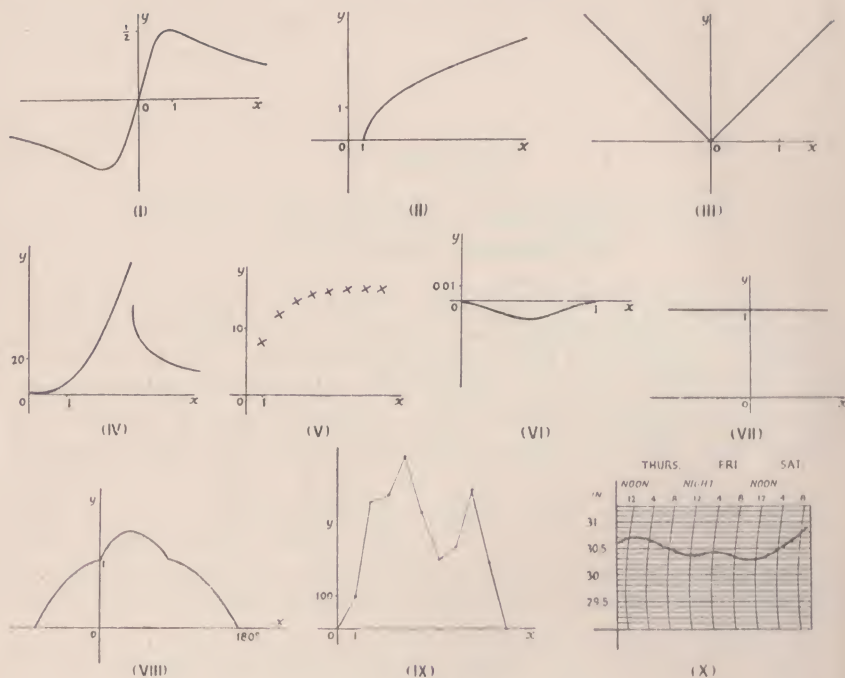 y
1/2
0
1
x
(I)
y
1
0
1
x
(II)
y
0
1
x
(III)
y
20
0
1
x
(IV)
y
10
0
1
x
(V)
y
0 01
0
1
x
(VI)
1
0
x
(VII)
y
1
0
180°
x
(VIII)
y
100
0
1
x
(IX)
THURS. FRI SAT
NOON NIGHT NOON
IN 12 4 8 12 4 8 12 4 8
31
30.5
30
29.5
(X)